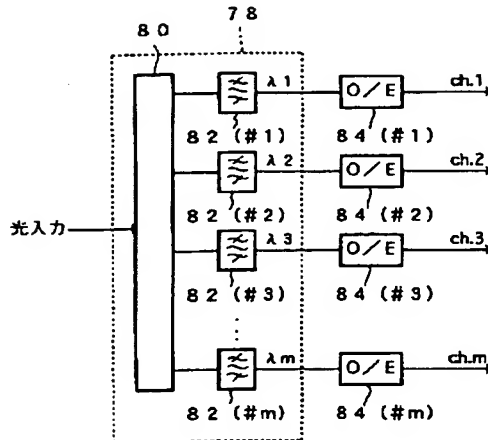 78
80
λ1 O/E ch.1
82 (#1) 84 (#1)
λ2 O/E ch.2
82 (#2) 84 (#2)
光入力
λ3 O/E ch.3
82 (#3) 84 (#3)
λm O/E ch.m
82 (#m) 84 (#m)